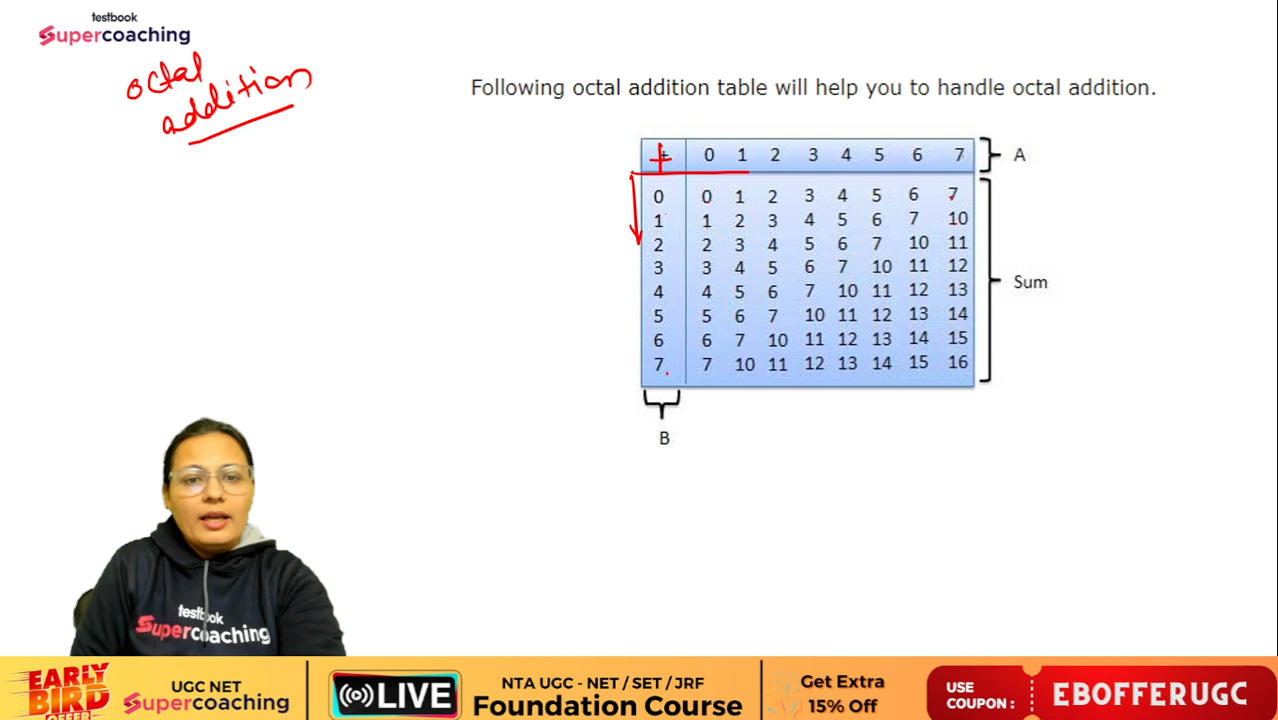 testbook
Supercoaching
octal
addition
Following octal addition table will help you to handle octal addition.
+ 0 1 2 3 4 5 6 7 A
0 0 1 2 3 4 5 6 7
1 1 2 3 4 5 6 7 10
2 2 3 4 5 6 7 10 11
3 3 4 5 6 7 10 11 12
Sum
4 4 5 6 7 10 11 12 13
5 5 6 7 10 11 12 13 14
6 6 7 10 11 12 13 14 15
7 7 10 11 12 13 14 15 16
B
testbook
Supercoaching
EARLY
BIRD
OFFER
UGC NET
Supercoaching
LIVE
NTA UGC - NET / SET / JRF
Foundation Course
Get Extra
15% Off
USE
COUPON :
EBOFFERUGC